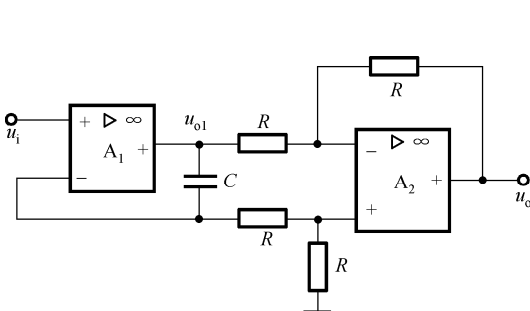 R
u_o1
R
+ ▷ ∞
u_i
A_1
+
−
− ▷ ∞
A_2
+
u_o
+
C
R
R